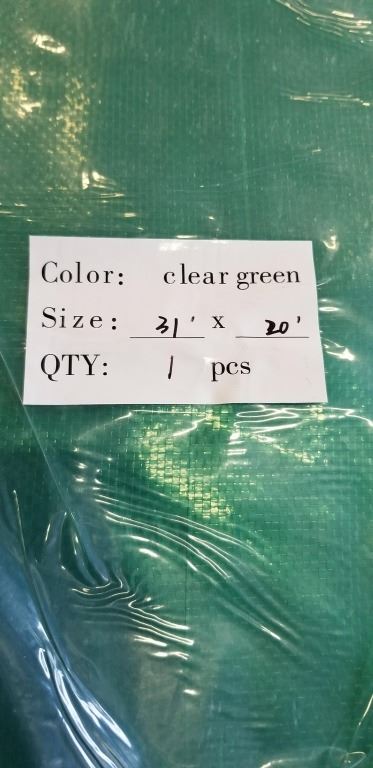 Color: clear green
Size: 31' x 20'
QTY: 1 pcs